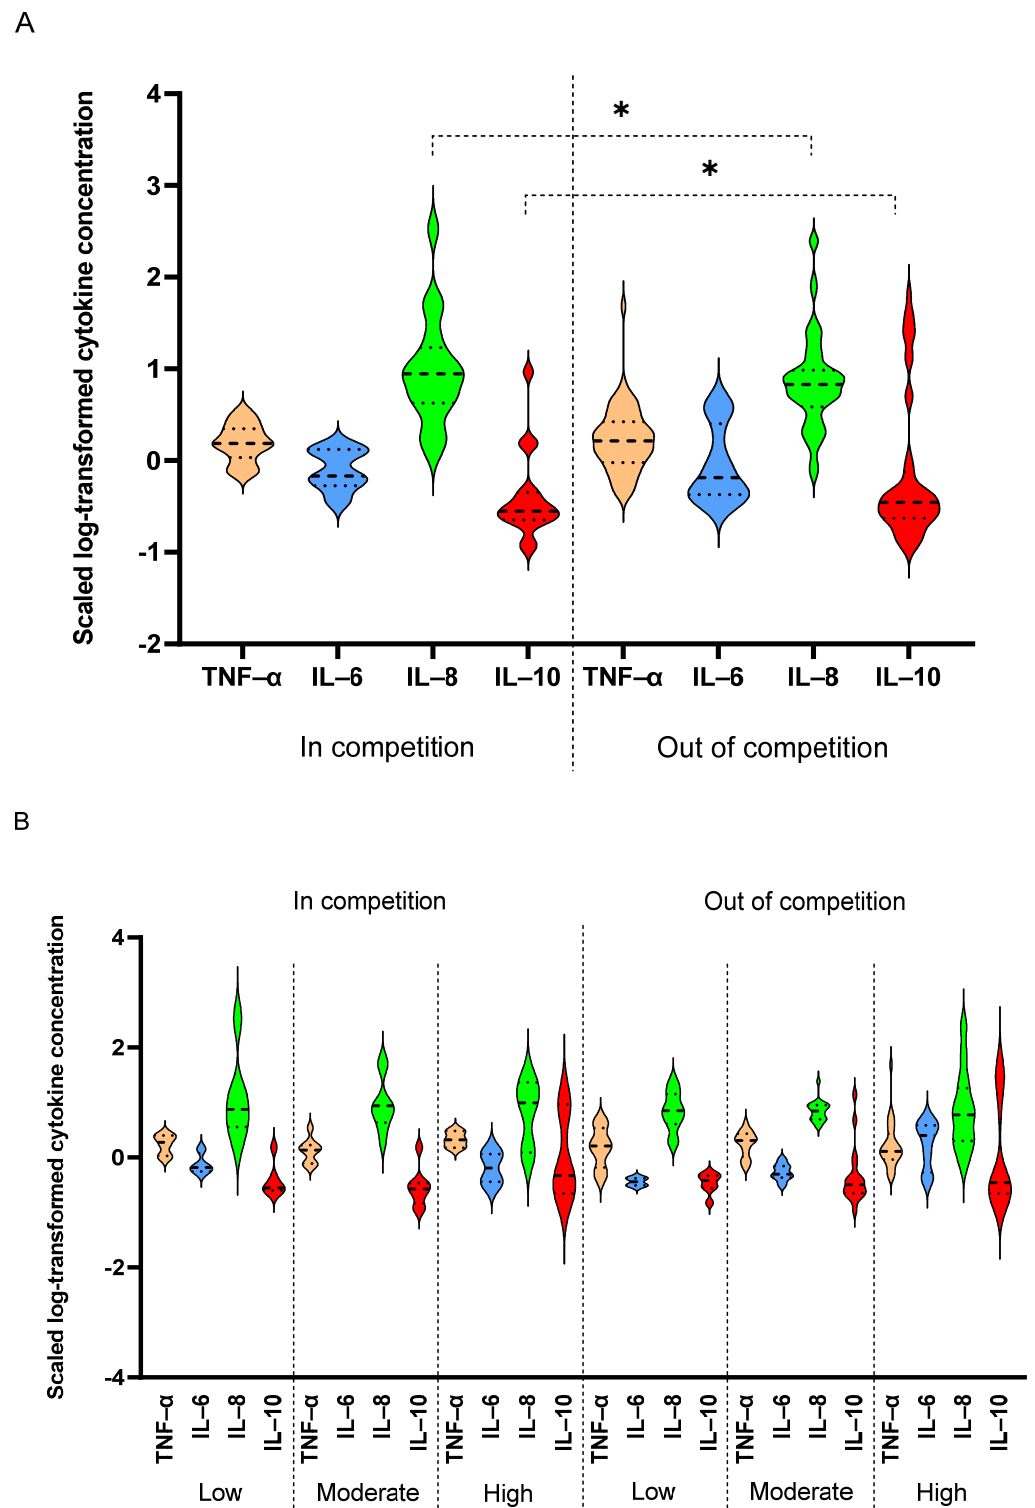 A
Scaled log-transformed cytokine concentration
4
3
2
1
0
-1
-2
*
*
TNF–α IL–6 IL–8 IL–10 TNF–α IL–6 IL–8 IL–10
In competition Out of competition
B
In competition Out of competition
Scaled log-transformed cytokine concentration
4
2
0
-2
-4
TNF–α IL–6 IL–8 IL–10 TNF–α IL–6 IL–8 IL–10 TNF–α IL–6 IL–8 IL–10 TNF–α IL–6 IL–8 IL–10 TNF–α IL–6 IL–8 IL–10 TNF–α IL–6 IL–8 IL–10
Low Moderate High Low Moderate High